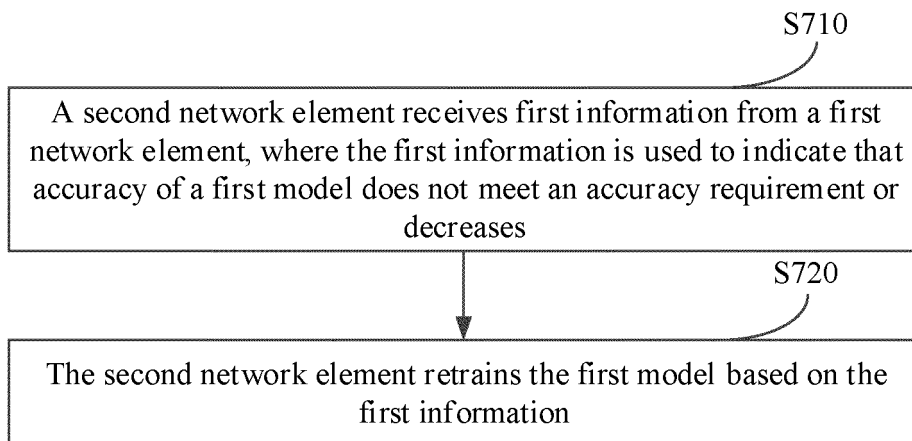 S710
A second network element receives first information from a first
network element, where the first information is used to indicate that
accuracy of a first model does not meet an accuracy requirement or
decreases
S720
The second network element retrains the first model based on the
first information